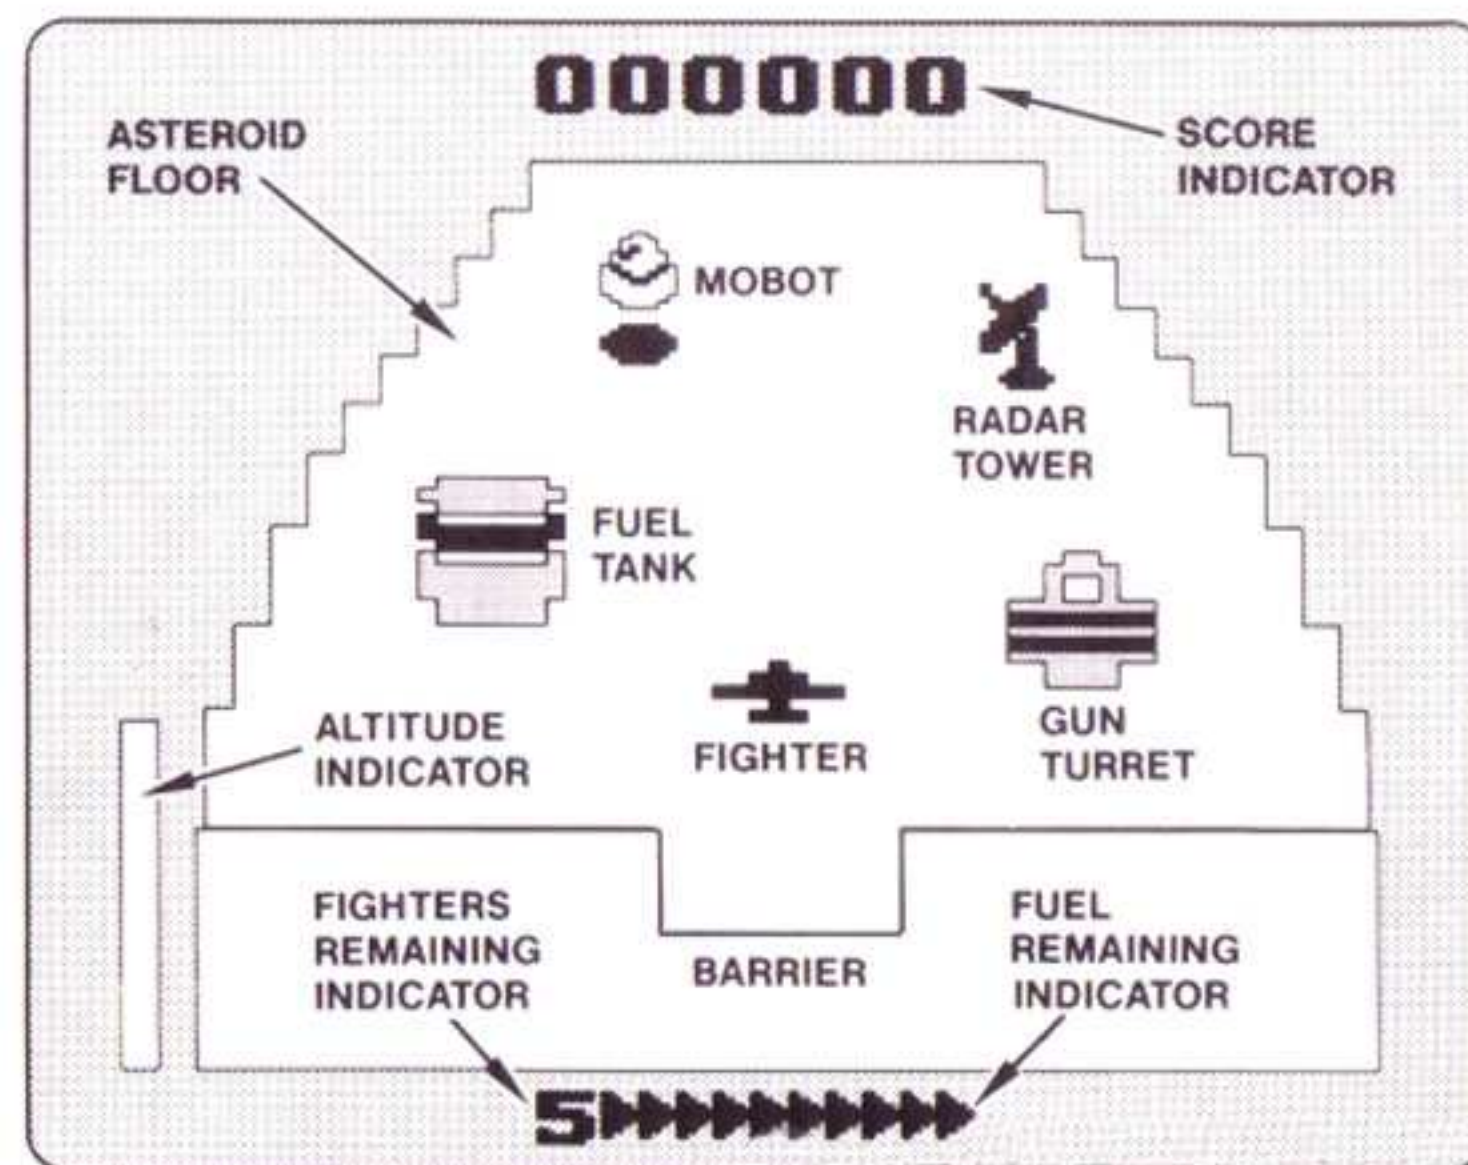 000000
ASTEROID
FLOOR
SCORE
INDICATOR
MOBOT
RADAR
TOWER
FUEL
TANK
GUN
TURRET
ALTITUDE
INDICATOR
FIGHTER
FIGHTERS
REMAINING
INDICATOR
BARRIER
FUEL
REMAINING
INDICATOR
5